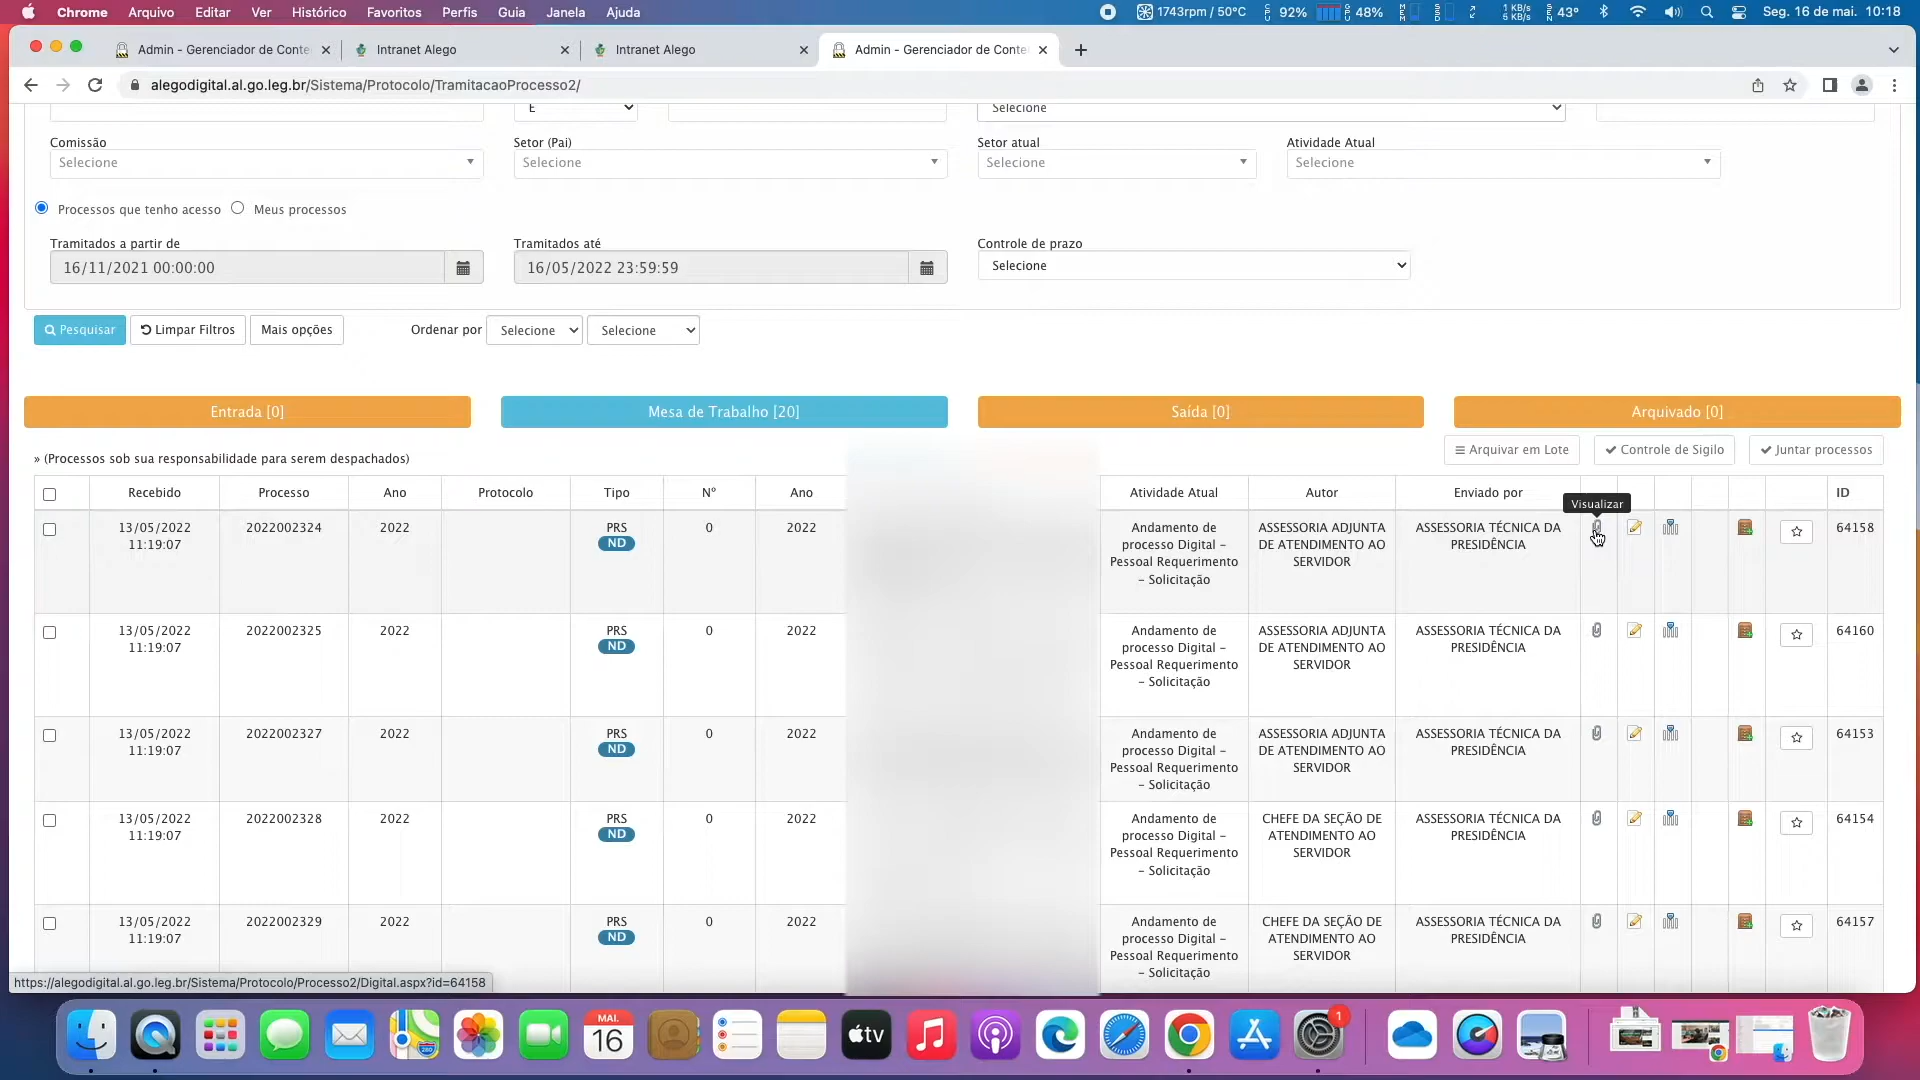 Chrome Arquivo Editar Ver Histórico Favoritos Perfis Guia Janela Ajuda 1743rpm / 50°C 92% 48% 1 KB/s 6 KB/s 43° Seg. 16 de mai. 10:18
Admin - Gerenciador de Conte Intranet Alego Intranet Alego Admin - Gerenciador de Conte
alegodigital.al.go.leg.br/Sistema/Protocolo/TramitacaoProcesso2/
E Selecione
Comissão Setor (Pai) Setor atual Atividade Atual
Selecione Selecione Selecione Selecione
Processos que tenho acesso Meus processos
Tramitados a partir de Tramitados até Controle de prazo
16/11/2021 00:00:00 16/05/2022 23:59:59 Selecione
Pesquisar Limpar Filtros Mais opções Ordenar por Selecione Selecione
Entrada [0] Mesa de Trabalho [20] Saída [0] Arquivado [0]
Arquivar em Lote Controle de Sigilo Juntar processos
» (Processos sob sua responsabilidade para serem despachados)
Recebido Processo Ano Protocolo Tipo Nº Ano Atividade Atual Autor Enviado por ID
Visualizar
13/05/2022 2022002324 2022 PRS 0 2022 Andamento de ASSESSORIA ADJUNTA ASSESSORIA TÉCNICA DA 64158
11:19:07 ND processo Digital - DE ATENDIMENTO AO PRESIDÊNCIA
Pessoal Requerimento SERVIDOR
- Solicitação
13/05/2022 2022002325 2022 PRS 0 2022 Andamento de ASSESSORIA ADJUNTA ASSESSORIA TÉCNICA DA 64160
11:19:07 ND processo Digital - DE ATENDIMENTO AO PRESIDÊNCIA
Pessoal Requerimento SERVIDOR
- Solicitação
13/05/2022 2022002327 2022 PRS 0 2022 Andamento de ASSESSORIA ADJUNTA ASSESSORIA TÉCNICA DA 64153
11:19:07 ND processo Digital - DE ATENDIMENTO AO PRESIDÊNCIA
Pessoal Requerimento SERVIDOR
- Solicitação
13/05/2022 2022002328 2022 PRS 0 2022 Andamento de CHEFE DA SEÇÃO DE ASSESSORIA TÉCNICA DA 64154
11:19:07 ND processo Digital - ATENDIMENTO AO PRESIDÊNCIA
Pessoal Requerimento SERVIDOR
- Solicitação
13/05/2022 2022002329 2022 PRS 0 2022 Andamento de CHEFE DA SEÇÃO DE ASSESSORIA TÉCNICA DA 64157
11:19:07 ND processo Digital - ATENDIMENTO AO PRESIDÊNCIA
Pessoal Requerimento SERVIDOR
- Solicitação
https://alegodigital.al.go.leg.br/Sistema/Protocolo/Processo2/Digital.aspx?id=64158
MAI.
16
tv
1